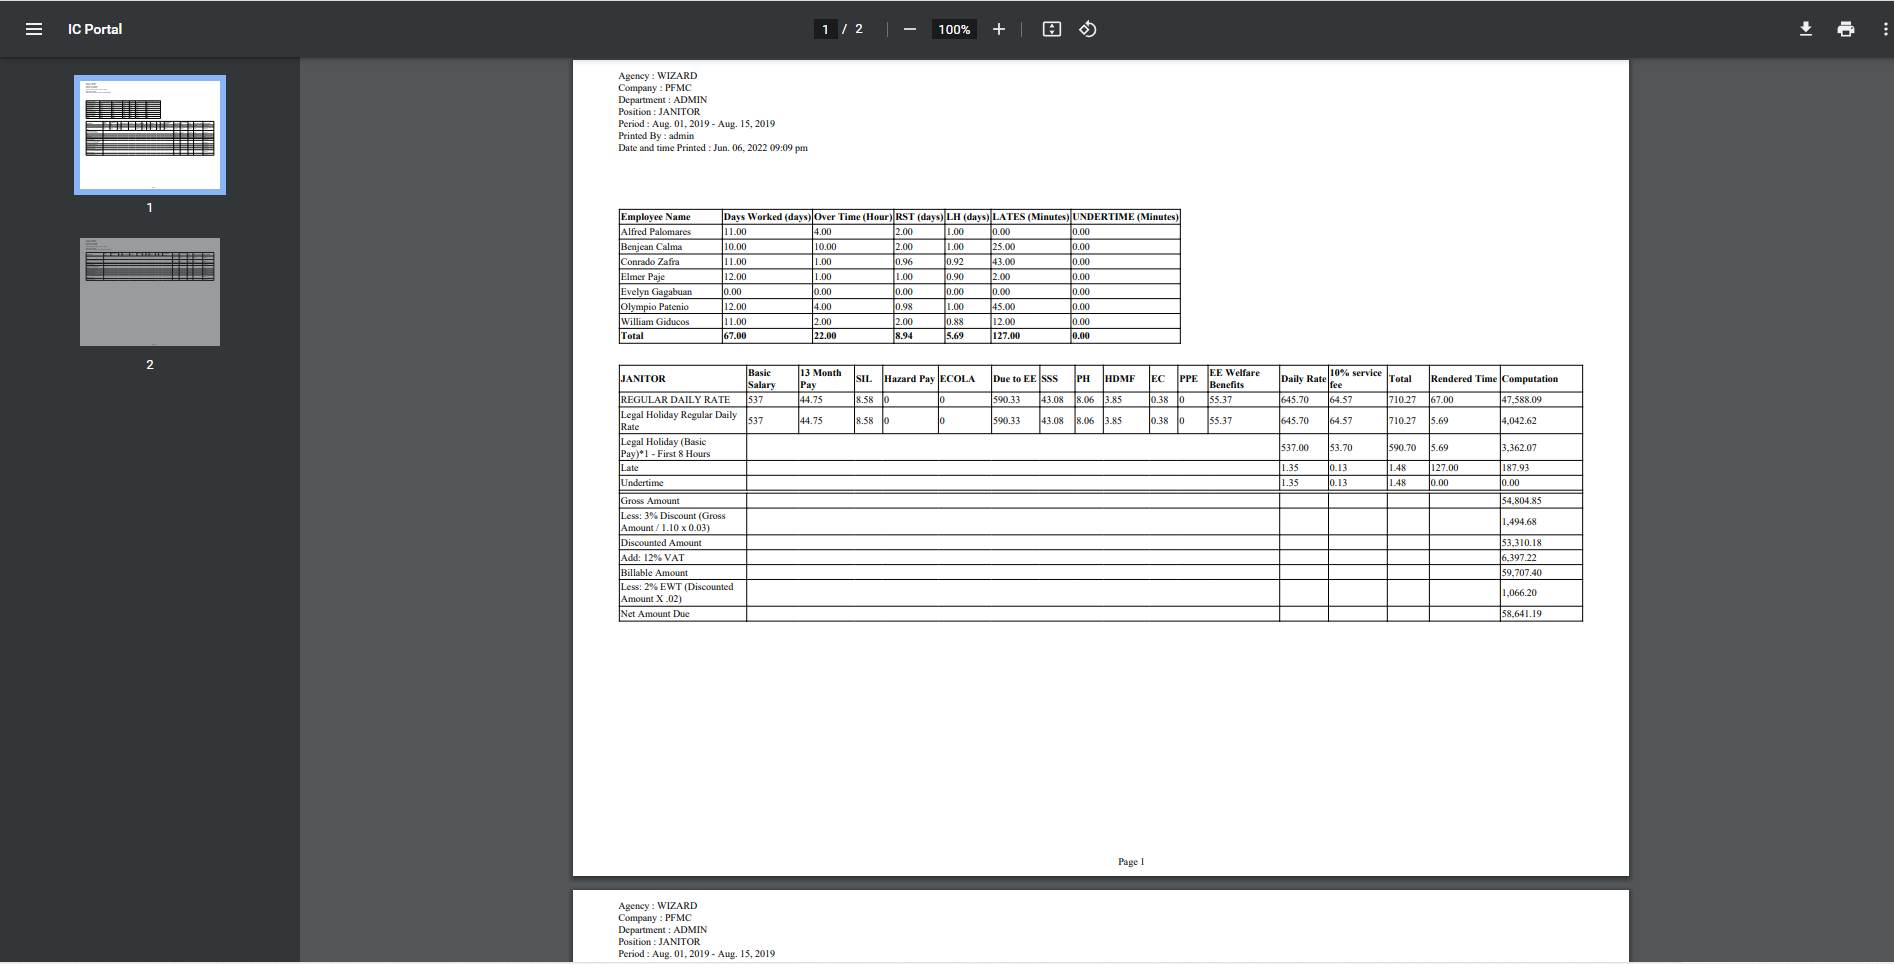 IC Portal
1 / 2
100%
1
2
Agency : WIZARD
Company : PFMC
Department : ADMIN
Position : JANITOR
Period : Aug. 01, 2019 - Aug. 15, 2019
Printed By : admin
Date and time Printed : Jun. 06, 2022 09:09 pm
Employee Name Days Worked (days) Over Time (Hour) RST (days) LH (days) LATES (Minutes) UNDERTIME (Minutes)
Alfred Palomares 11.00 4.00 2.00 1.00 0.00 0.00
Benjean Calma 10.00 10.00 2.00 1.00 25.00 0.00
Conrado Zafra 11.00 1.00 0.96 0.92 43.00 0.00
Elmer Paje 12.00 1.00 1.00 0.90 2.00 0.00
Evelyn Gagabuan 0.00 0.00 0.00 0.00 0.00 0.00
Olympio Patenio 12.00 4.00 0.98 1.00 45.00 0.00
William Giducos 11.00 2.00 2.00 0.88 12.00 0.00
Total 67.00 22.00 8.94 5.69 127.00 0.00
JANITOR Basic Salary 13 Month Pay SIL Hazard Pay ECOLA Due to EE SSS PH HDMF EC PPE EE Welfare Benefits Daily Rate 10% service fee Total Rendered Time Computation
REGULAR DAILY RATE 537 44.75 8.58 0 0 590.33 43.08 8.06 3.85 0.38 0 55.37 645.70 64.57 710.27 67.00 47,588.09
Legal Holiday Regular Daily
Rate 537 44.75 8.58 0 0 590.33 43.08 8.06 3.85 0.38 0 55.37 645.70 64.57 710.27 5.69 4,042.62
Legal Holiday (Basic
Pay)*1 - First 8 Hours 537.00 53.70 590.70 5.69 3,362.07
Late 1.35 0.13 1.48 127.00 187.93
Undertime 1.35 0.13 1.48 0.00 0.00
Gross Amount 54,804.85
Less: 3% Discount (Gross
Amount / 1.10 x 0.03) 1,494.68
Discounted Amount 53,310.18
Add: 12% VAT 6,397.22
Billable Amount 59,707.40
Less: 2% EWT (Discounted
Amount X .02) 1,066.20
Net Amount Due 58,641.19
Page 1
Agency : WIZARD
Company : PFMC
Department : ADMIN
Position : JANITOR
Period : Aug. 01, 2019 - Aug. 15, 2019